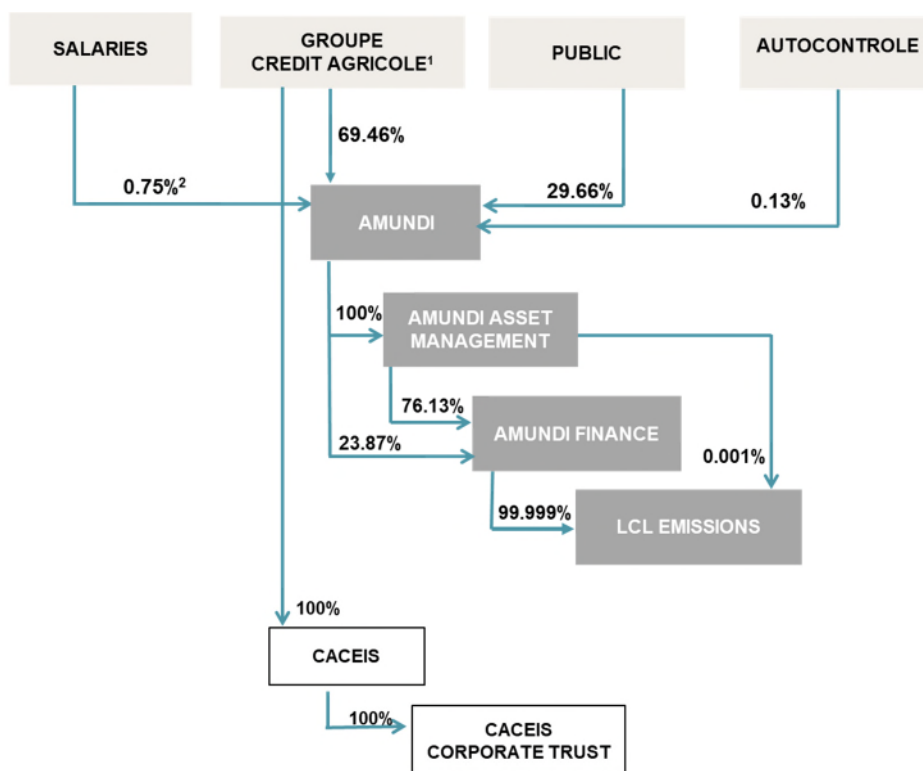 SALARIES
GROUPE
CREDIT AGRICOLE¹
PUBLIC
AUTOCONTROLE
69.46%
0.75%²
29.66%
0.13%
AMUNDI
100%
AMUNDI ASSET
MANAGEMENT
76.13%
23.87%
AMUNDI FINANCE
0.001%
99.999%
LCL EMISSIONS
100%
CACEIS
100%
CACEIS
CORPORATE TRUST